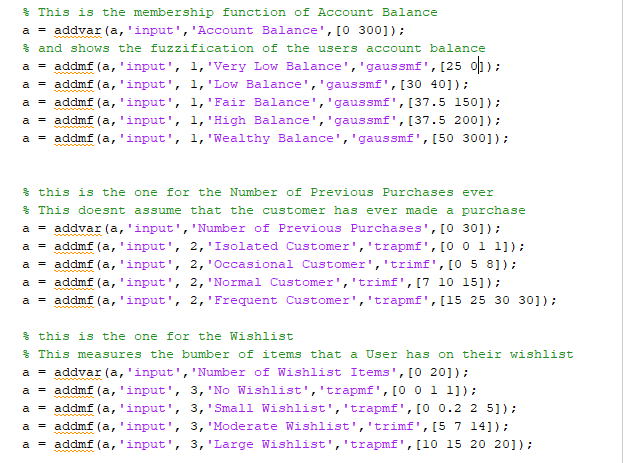 % This is the membership function of Account Balance
a = addvar(a,'input','Account Balance',[0 300]);
% and shows the fuzzification of the users account balance
a = addmf(a,'input', 1,'Very Low Balance','gaussmf',[25 0]);
a = addmf(a,'input', 1,'Low Balance','gaussmf',[30 40]);
a = addmf(a,'input', 1,'Fair Balance','gaussmf',[37.5 150]);
a = addmf(a,'input', 1,'High Balance','gaussmf',[37.5 200]);
a = addmf(a,'input', 1,'Wealthy Balance','gaussmf',[50 300]);
% this is the one for the Number of Previous Purchases ever
% This doesnt assume that the customer has ever made a purchase
a = addvar(a,'input','Number of Previous Purchases',[0 30]);
a = addmf(a,'input', 2,'Isolated Customer','trapmf',[0 0 1 1]);
a = addmf(a,'input', 2,'Occasional Customer','trimf',[0 5 8]);
a = addmf(a,'input', 2,'Normal Customer','trimf',[7 10 15]);
a = addmf(a,'input', 2,'Frequent Customer','trapmf',[15 25 30 30]);
% this is the one for the Wishlist
% This measures the bumber of items that a User has on their wishlist
a = addvar(a,'input','Number of Wishlist Items',[0 20]);
a = addmf(a,'input', 3,'No Wishlist','trapmf',[0 0 1 1]);
a = addmf(a,'input', 3,'Small Wishlist','trapmf',[0 0.2 2 5]);
a = addmf(a,'input', 3,'Moderate Wishlist','trimf',[5 7 14]);
a = addmf(a,'input', 3,'Large Wishlist','trapmf',[10 15 20 20]);